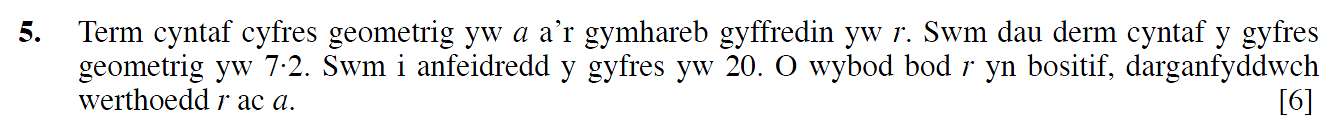 5. Term cyntaf cyfres geometrig yw a a'r gymhareb gyffredin yw r. Swm dau derm cyntaf y gyfres
geometrig yw 7·2. Swm i anfeidredd y gyfres yw 20. O wybod bod r yn bositif, darganfyddwch
werthoedd r ac a. [6]